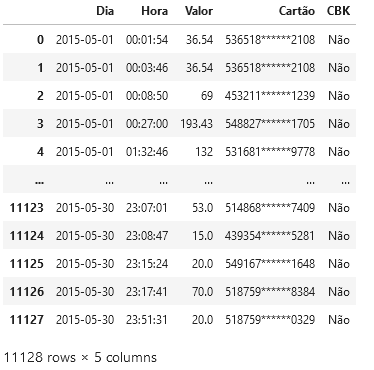 Dia Hora Valor Cartão CBK
0 2015-05-01 00:01:54 36.54 536518******2108 Não
1 2015-05-01 00:03:46 36.54 536518******2108 Não
2 2015-05-01 00:08:50 69 453211******1239 Não
3 2015-05-01 00:27:00 193.43 548827******1705 Não
4 2015-05-01 01:32:46 132 531681******9778 Não
... ... ... ... ... ...
11123 2015-05-30 23:07:01 53.0 514868******7409 Não
11124 2015-05-30 23:08:47 15.0 439354******5281 Não
11125 2015-05-30 23:15:24 20.0 549167******1648 Não
11126 2015-05-30 23:17:41 70.0 518759******8384 Não
11127 2015-05-30 23:51:31 20.0 518759******0329 Não
11128 rows × 5 columns